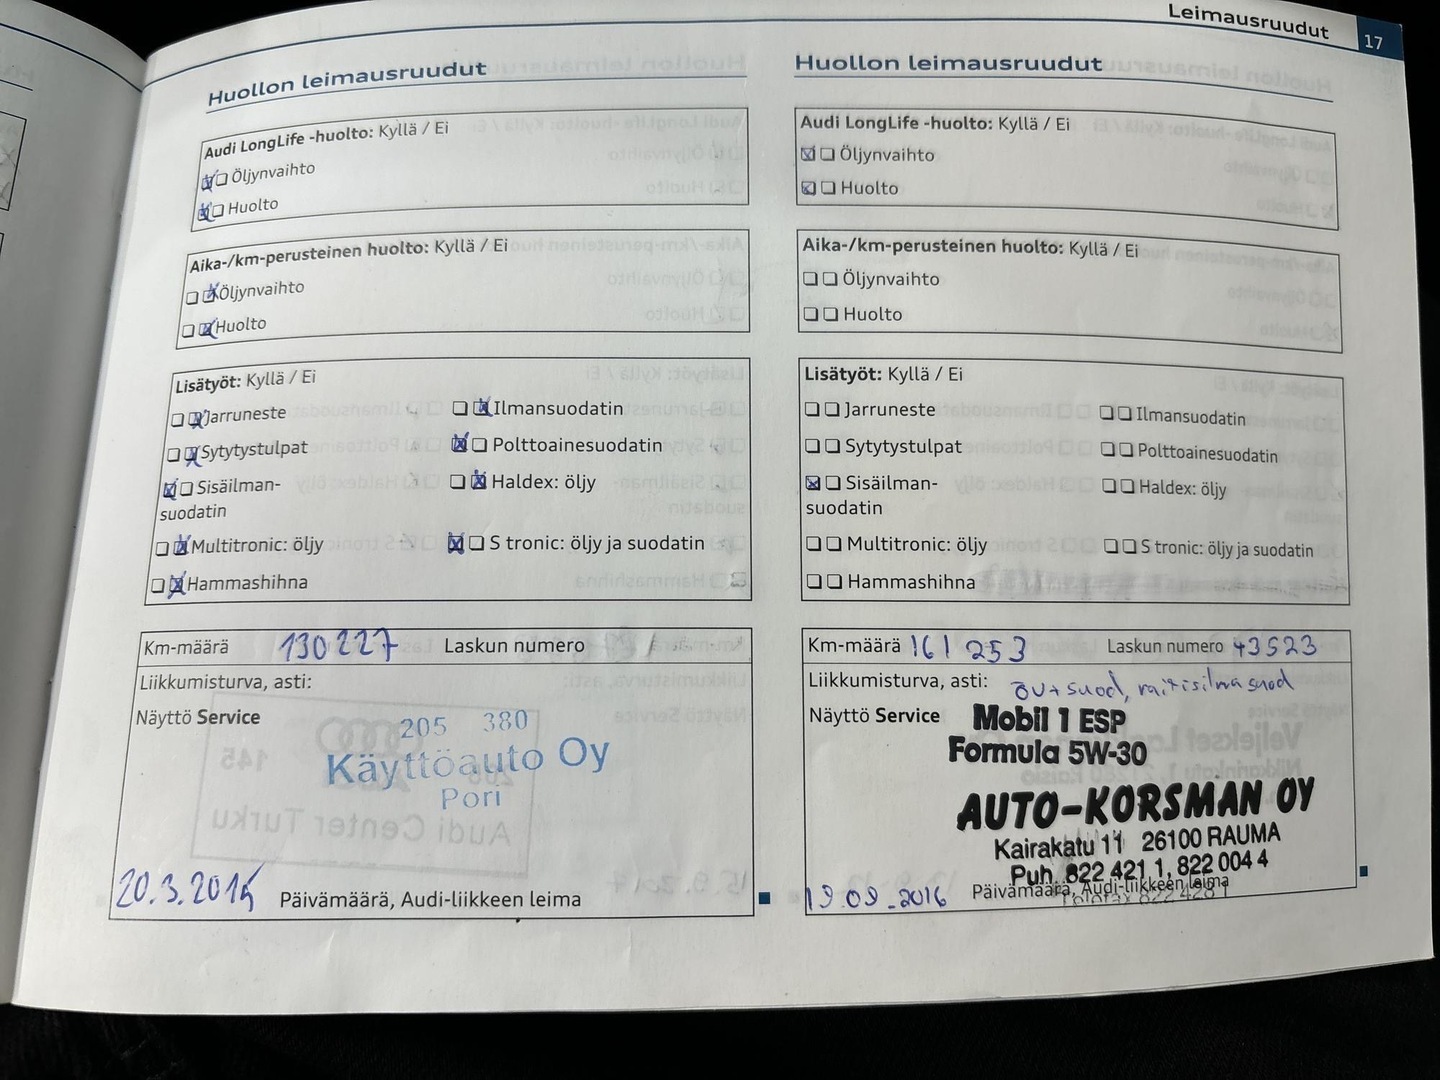 Leimausruudut 17
Huollon leimausruudut
Audi LongLife -huolto: Kyllä / Ei
Öljynvaihto
Huolto
Aika-/km-perusteinen huolto: Kyllä / Ei
Öljynvaihto
Huolto
Lisätyöt: Kyllä / Ei
Jarruneste
Ilmansuodatin
Sytytystulpat
Polttoainesuodatin
Sisäilman-
suodatin
Haldex: öljy
Multitronic: öljy
S tronic: öljy ja suodatin
Hammashihna
Km-määrä 130227 Laskun numero
Liikkumisturva, asti:
Näyttö Service
205 380
Käyttöauto Oy
Pori
20.3.2015 Päivämäärä, Audi-liikkeen leima
Huollon leimausruudut
Audi LongLife -huolto: Kyllä / Ei
Öljynvaihto
Huolto
Aika-/km-perusteinen huolto: Kyllä / Ei
Öljynvaihto
Huolto
Lisätyöt: Kyllä / Ei
Jarruneste
Ilmansuodatin
Sytytystulpat
Polttoainesuodatin
Sisäilman-
suodatin
Haldex: öljy
Multitronic: öljy
S tronic: öljy ja suodatin
Hammashihna
Km-määrä 161 253 Laskun numero 43523
Liikkumisturva, asti: öv+suod,
Näyttö Service
Mobil 1 ESP
Formula 5W-30
AUTO-KORSMAN OY
Kairakatu 11 26100 RAUMA
Puh. 822 421 1, 822 004 4
19.09.2016 Päivämäärä, Audi-liikkeen leima